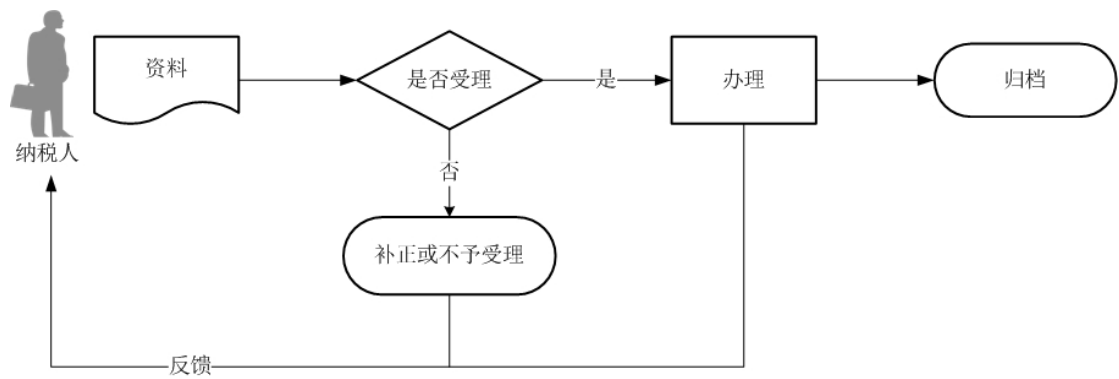 纳税人
资料
是否受理
是
办理
归档
否
补正或不予受理
反馈